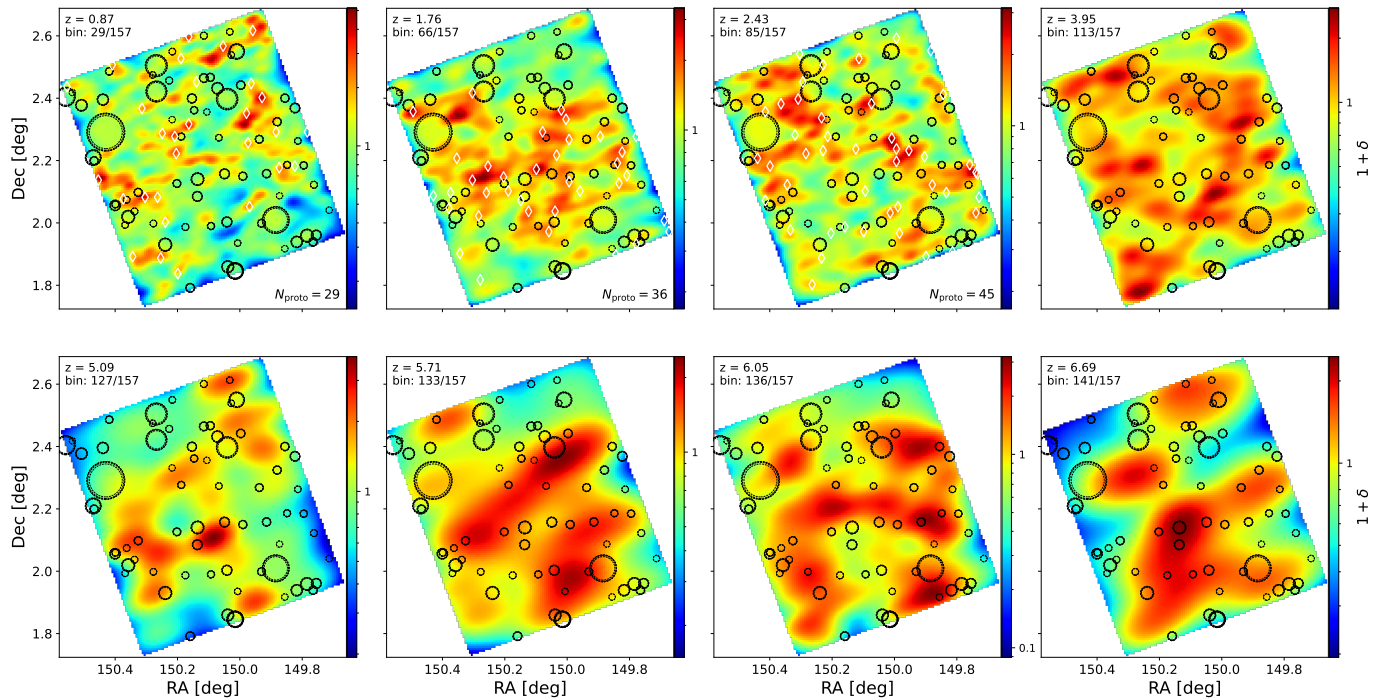 z = 0.87
bin: 29/157
z = 1.76
bin: 66/157
z = 2.43
bin: 85/157
z = 3.95
bin: 113/157
2.6
2.4
2.2
2.0
1.8
Dec [deg]
1
1
1
1
1 + δ
N_proto = 29
N_proto = 36
N_proto = 45
z = 5.09
bin: 127/157
z = 5.71
bin: 133/157
z = 6.05
bin: 136/157
z = 6.69
bin: 141/157
2.6
2.4
2.2
2.0
1.8
Dec [deg]
1
1
1
0.1
1
1 + δ
150.4 150.2 150.0 149.8
150.4 150.2 150.0 149.8
150.4 150.2 150.0 149.8
150.4 150.2 150.0 149.8
RA [deg]
RA [deg]
RA [deg]
RA [deg]